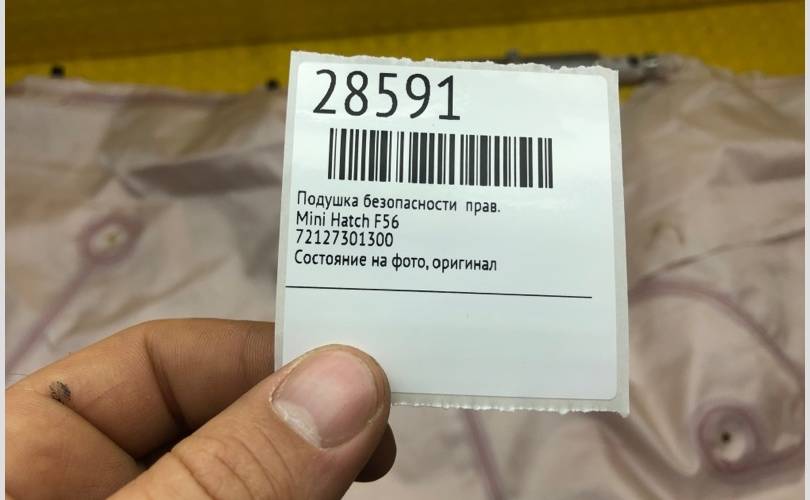 28591
Подушка безопасности прав.
Mini Hatch F56
72127301300
Состояние на фото, оригинал